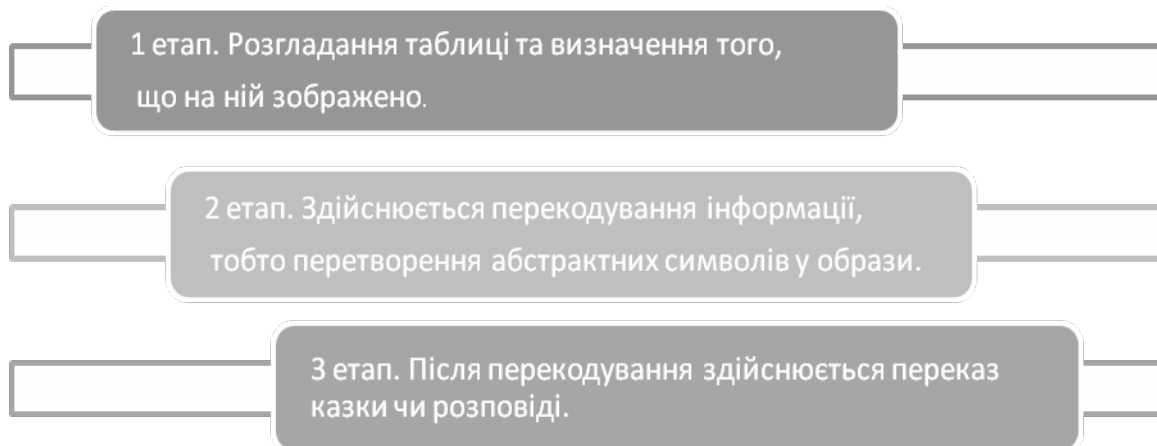 1 етап. Розгладання таблиці та визначення того,
що на ній зображено.
2 етап. Здійснюється перекодування інформації,
тобто перетворення абстрактних символів у образи.
3 етап. Після перекодування здійснюється переказ
казки чи розповіді.